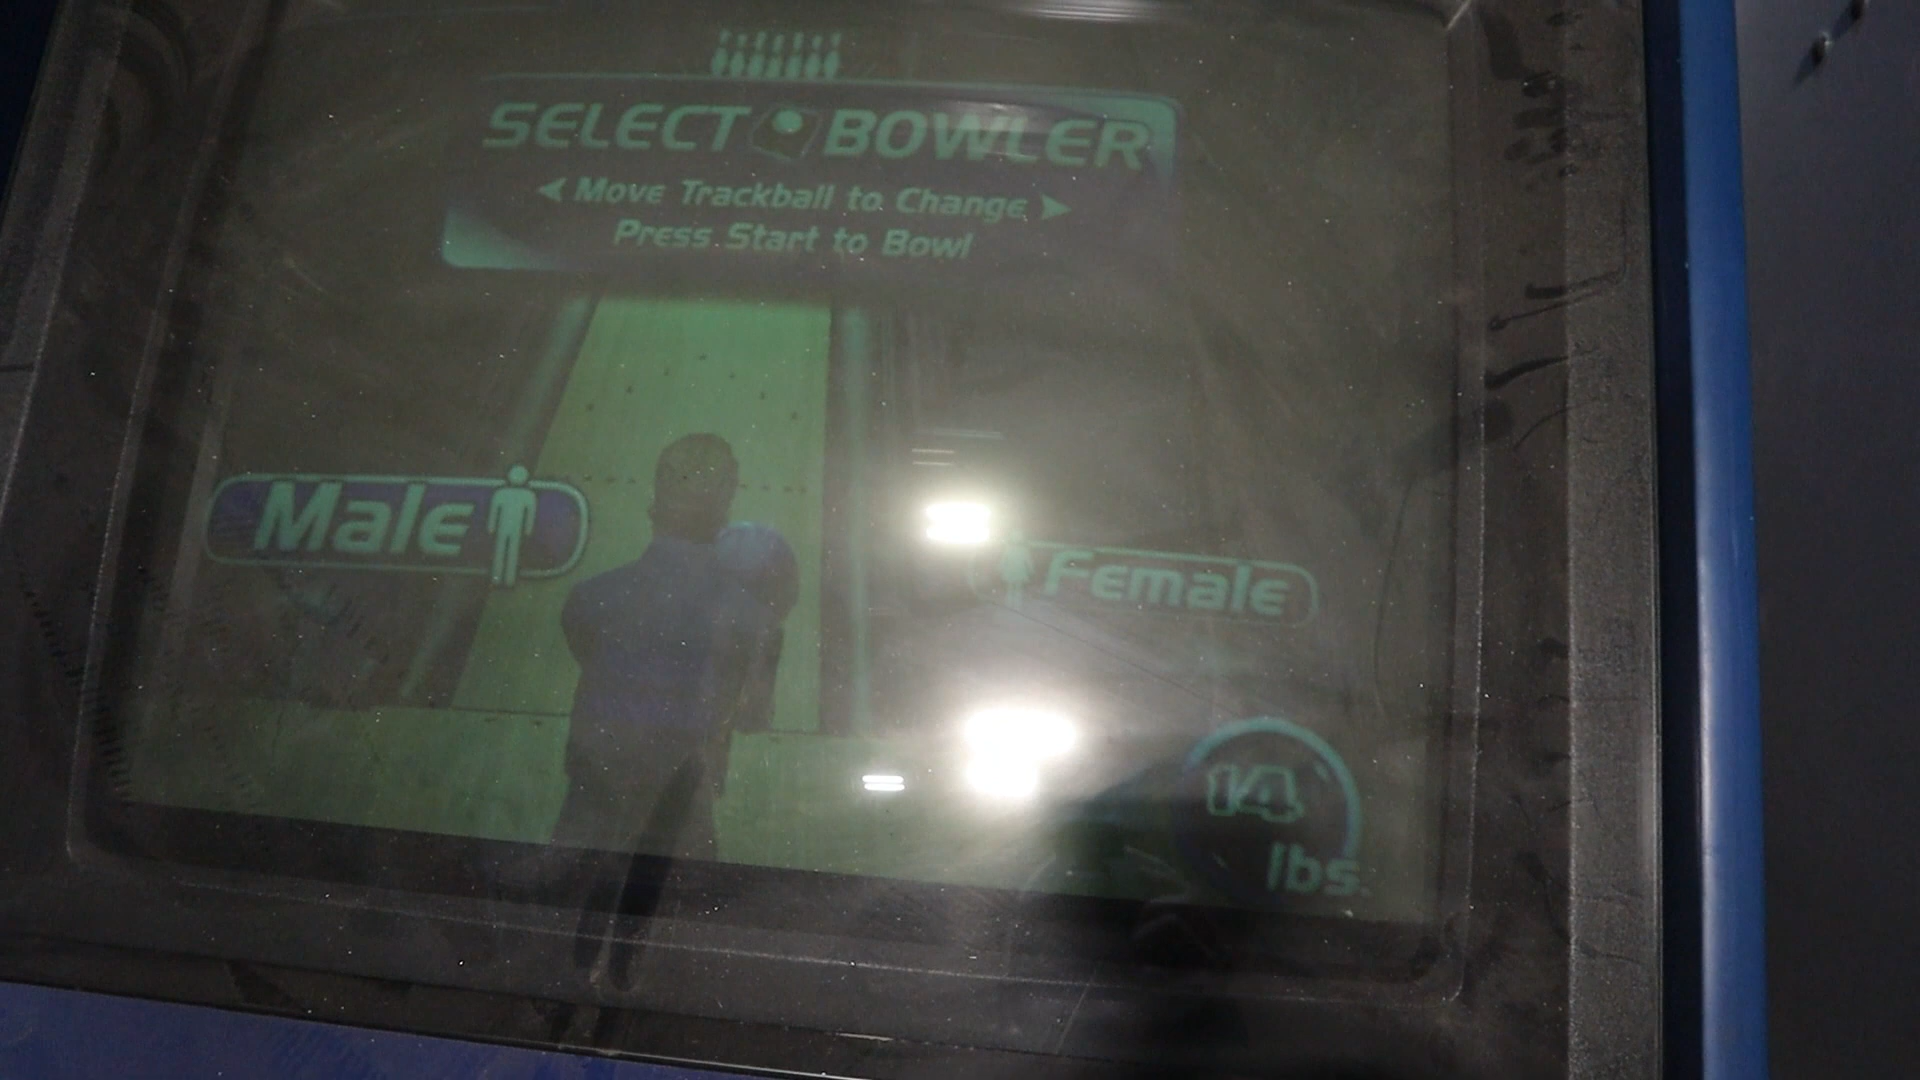 SELECT BOWLER
Move Trackball to Change
Press Start to Bowl
Male
Female
14
lbs.